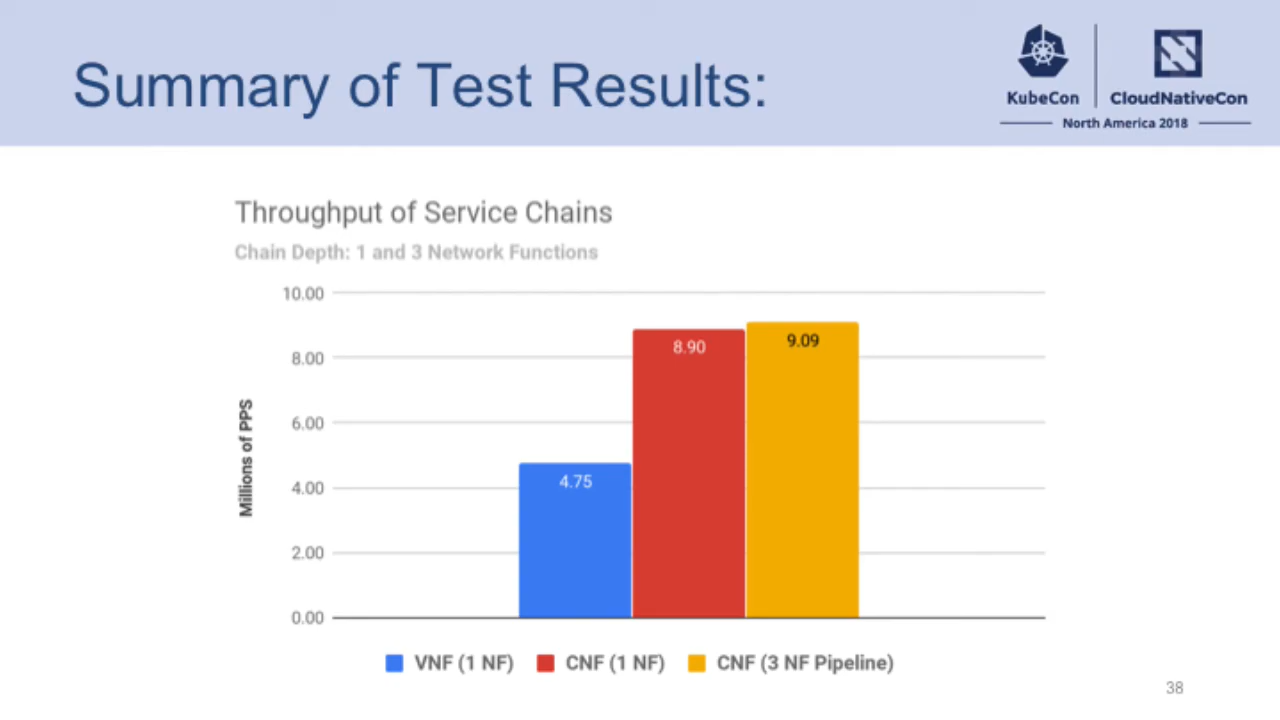 Summary of Test Results:
KubeCon
CloudNativeCon
North America 2018
Throughput of Service Chains
Chain Depth: 1 and 3 Network Functions
Millions of PPS
10.00
8.00
6.00
4.00
2.00
0.00
4.75
8.90
9.09
VNF (1 NF)
CNF (1 NF)
CNF (3 NF Pipeline)
38